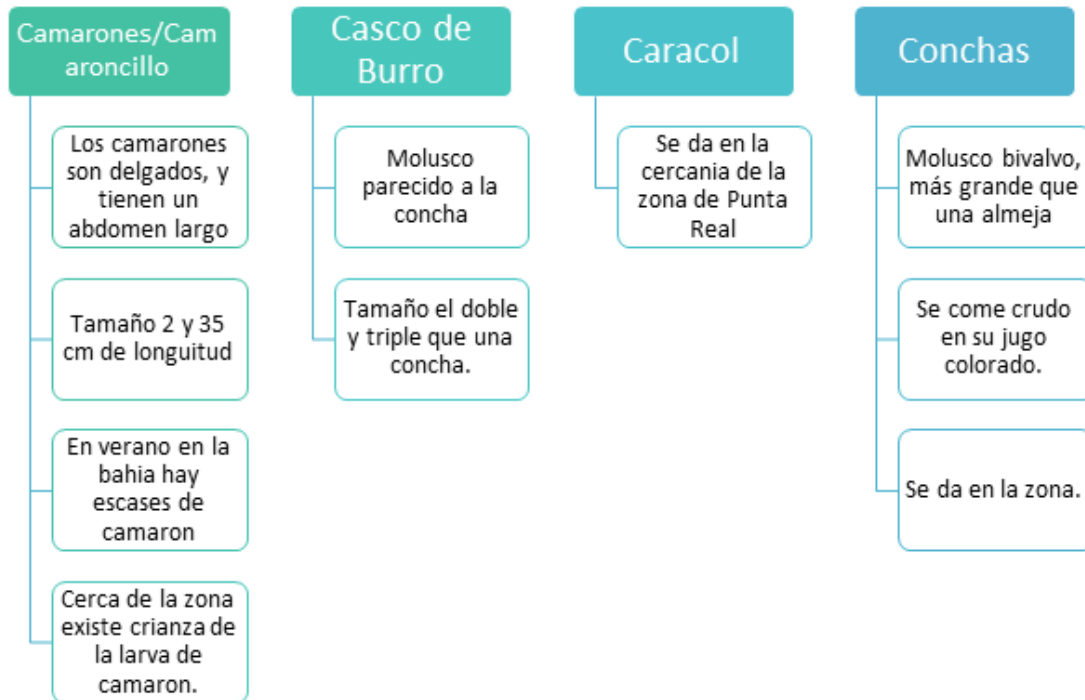 Camarones/Cam
aroncillo
Los camarones
son delgados, y
tienen un
abdomen largo
Tamaño 2 y 35
cm de longuitud
En verano en la
bahia hay
escases de
camaron
Cerca de la zona
existe crianza de
la larva de
camaron.
Casco de
Burro
Molusco
parecido a la
concha
Tamaño el doble
y triple que una
concha.
Caracol
Se da en la
cercania de la
zona de Punta
Real
Conchas
Molusco bivalvo,
más grande que
una almeja
Se come crudo
en su jugo
colorado.
Se da en la zona.